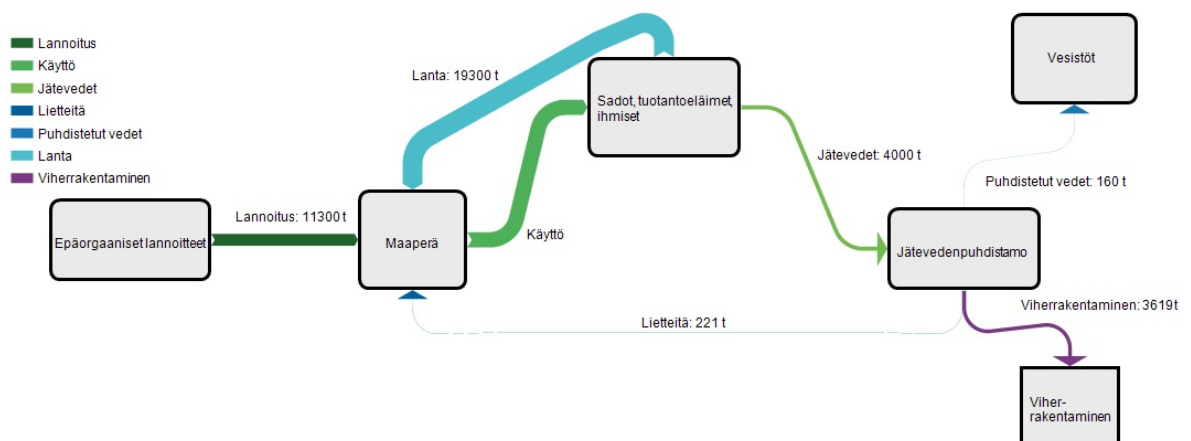 Lannoitus
Käyttö
Jätevedet
Lietteitä
Puhdistetut vedet
Lanta
Viherrakentaminen
Lanta: 19300 t
Sadot, tuotantoeläimet,
ihmiset
Vesistöt
Jätevedet: 4000 t
Puhdistetut vedet: 160 t
Epäorgaaniset lannoitteet
Lannoitus: 11300 t
Maaperä
Käyttö
Jätevedenpuhdistamo
Lietteitä: 221 t
Viherrakentaminen: 3619 t
Viher-
rakentaminen